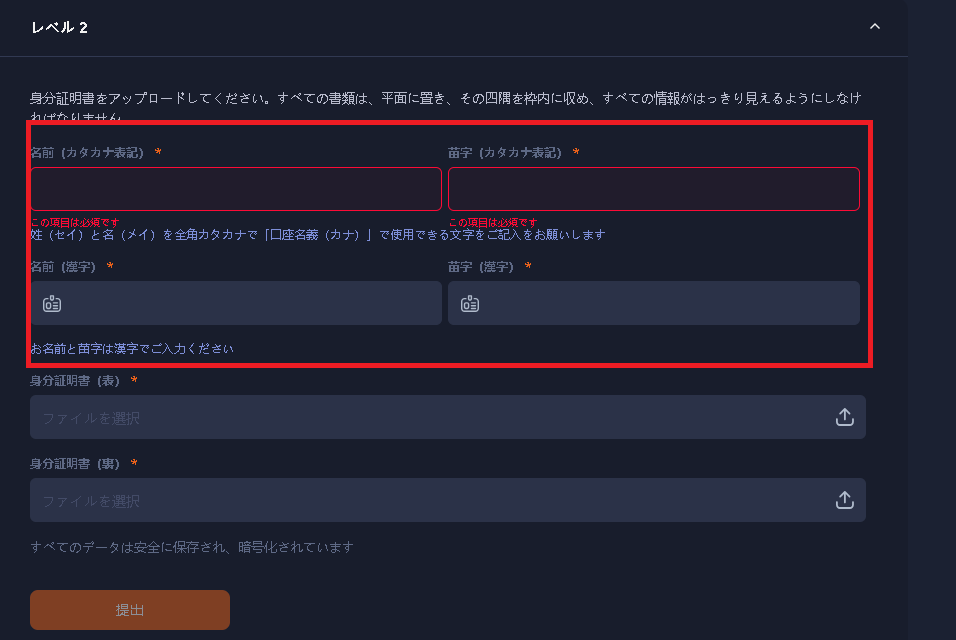 レベル 2
身分証明書をアップロードしてください。すべての書類は、平面に置き、その四隅を枠内に収め、すべての情報がはっきり見えるようにしなけ
ればなりません
名前（カタカナ表記） *
苗字（カタカナ表記） *
この項目は必須です
この項目は必須です
姓（セイ）と名（メイ）を全角カタカナで「口座名義（カナ）」で使用できる文字をご記入をお願いします
名前（漢字） *
苗字（漢字） *
お名前と苗字は漢字でご入力ください
身分証明書（表） *
ファイルを選択
身分証明書（裏） *
ファイルを選択
すべてのデータは安全に保存され、暗号化されています
提出